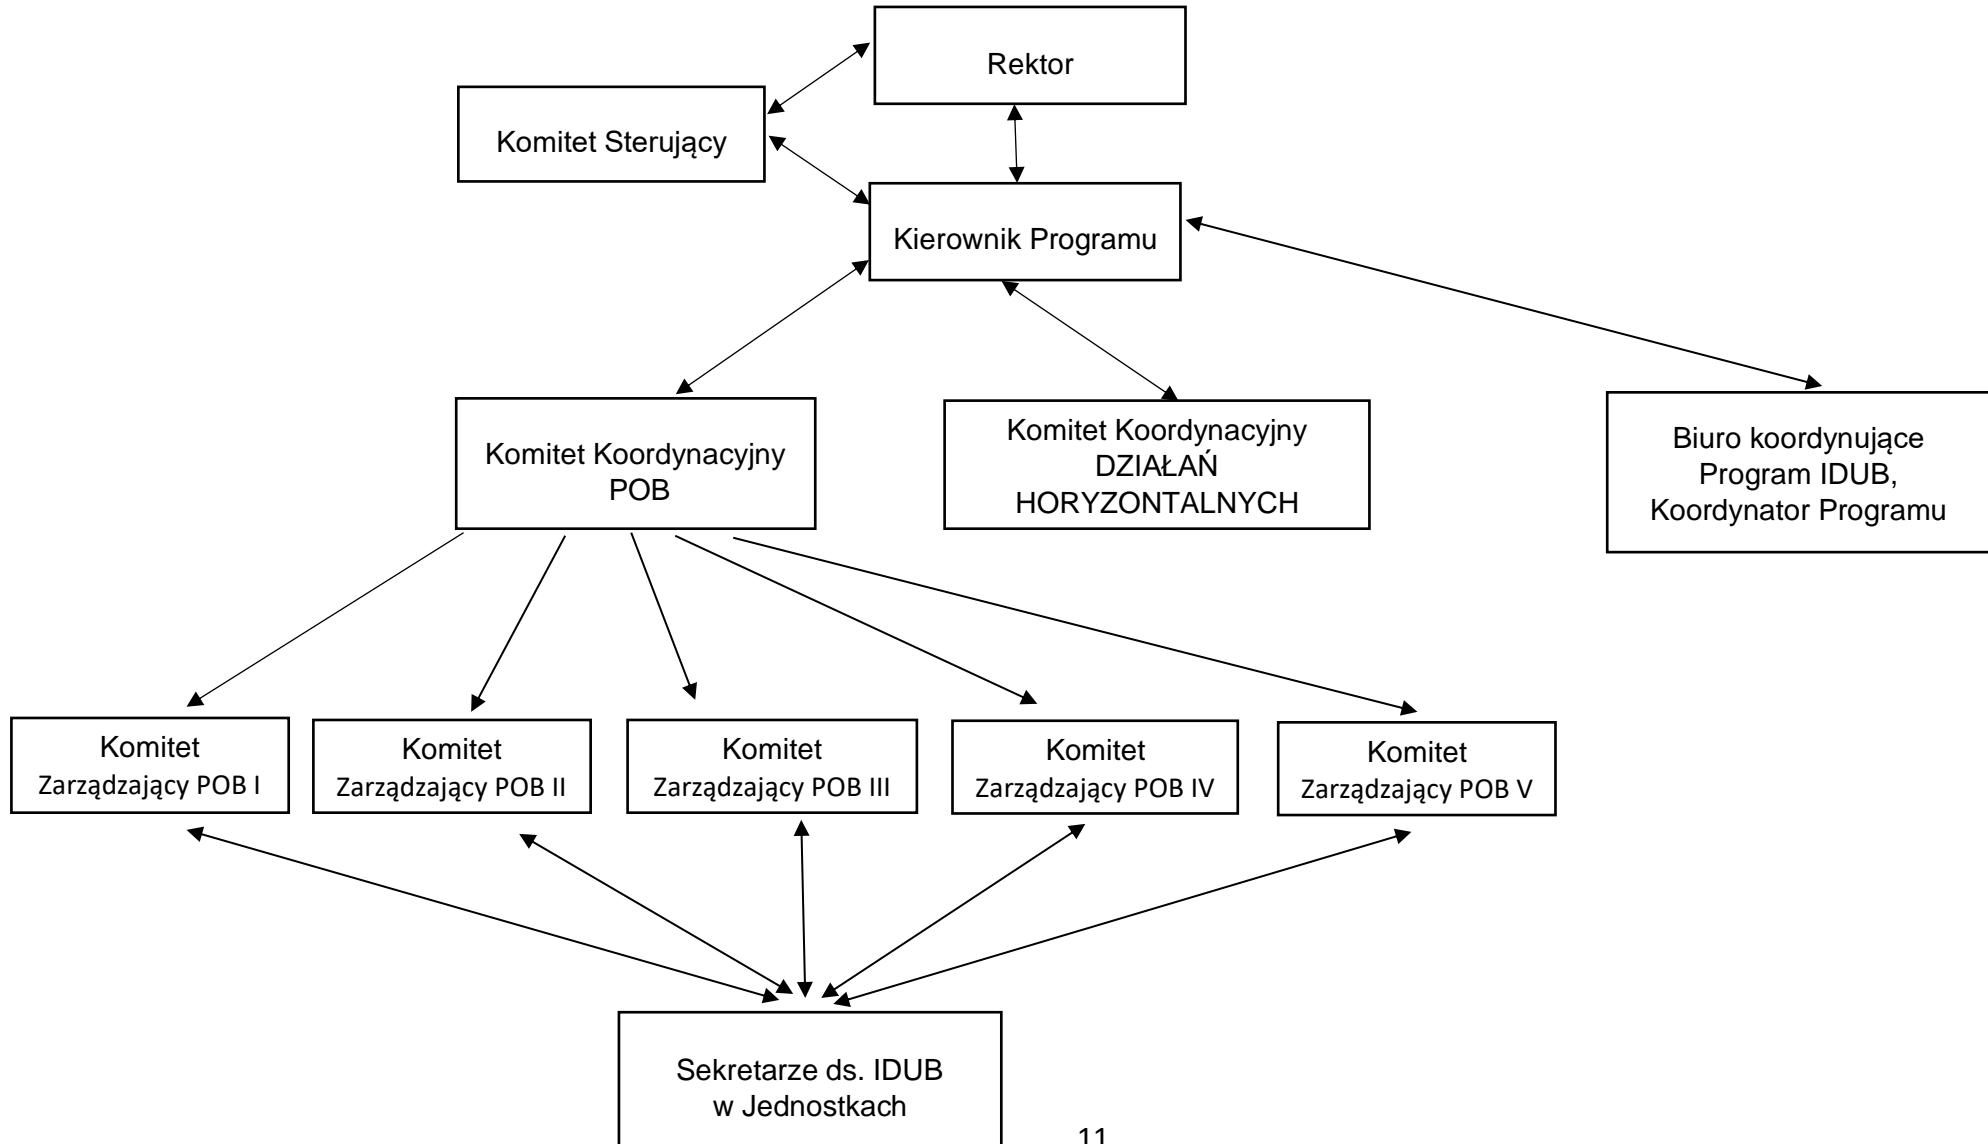 Rektor
Komitet Sterujący
Kierownik Programu
Komitet Koordynacyjny
POB
Komitet Koordynacyjny
DZIAŁAŃ
HORYZONTALNYCH
Biuro koordynujące
Program IDUB,
Koordynator Programu
Komitet
Zarządzający POB I
Komitet
Zarządzający POB II
Komitet
Zarządzający POB III
Komitet
Zarządzający POB IV
Komitet
Zarządzający POB V
Sekretarze ds. IDUB
w Jednostkach
11